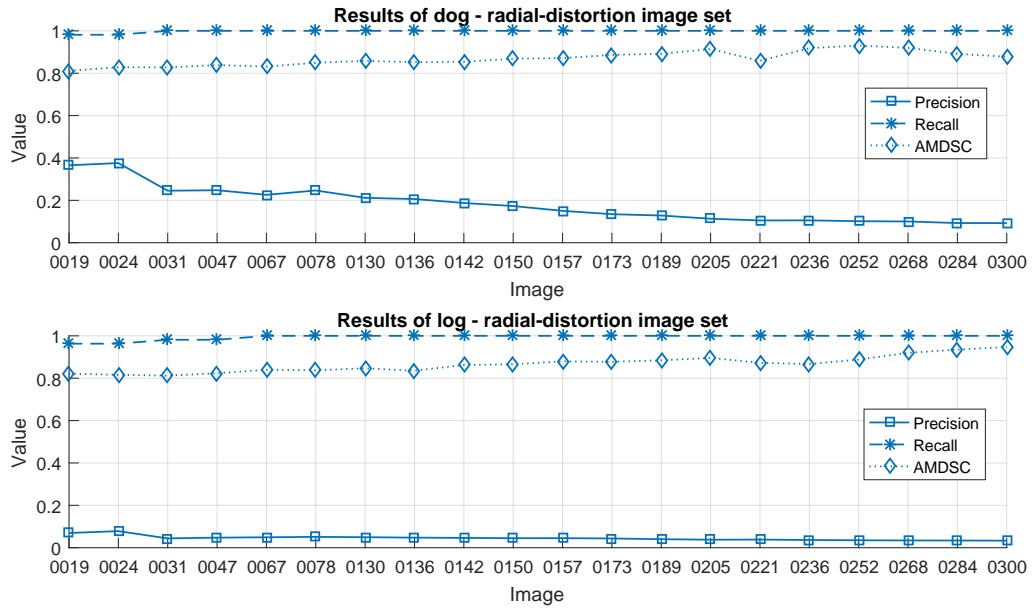 Results of dog - radial-distortion image set
1
0.8
0.6
0.4
0.2
0
Value
Precision
Recall
AMDSC
0019 0024 0031 0047 0067 0078 0130 0136 0142 0150 0157 0173 0189 0205 0221 0236 0252 0268 0284 0300
Image
Results of log - radial-distortion image set
1
0.8
0.6
0.4
0.2
0
Value
Precision
Recall
AMDSC
0019 0024 0031 0047 0067 0078 0130 0136 0142 0150 0157 0173 0189 0205 0221 0236 0252 0268 0284 0300
Image